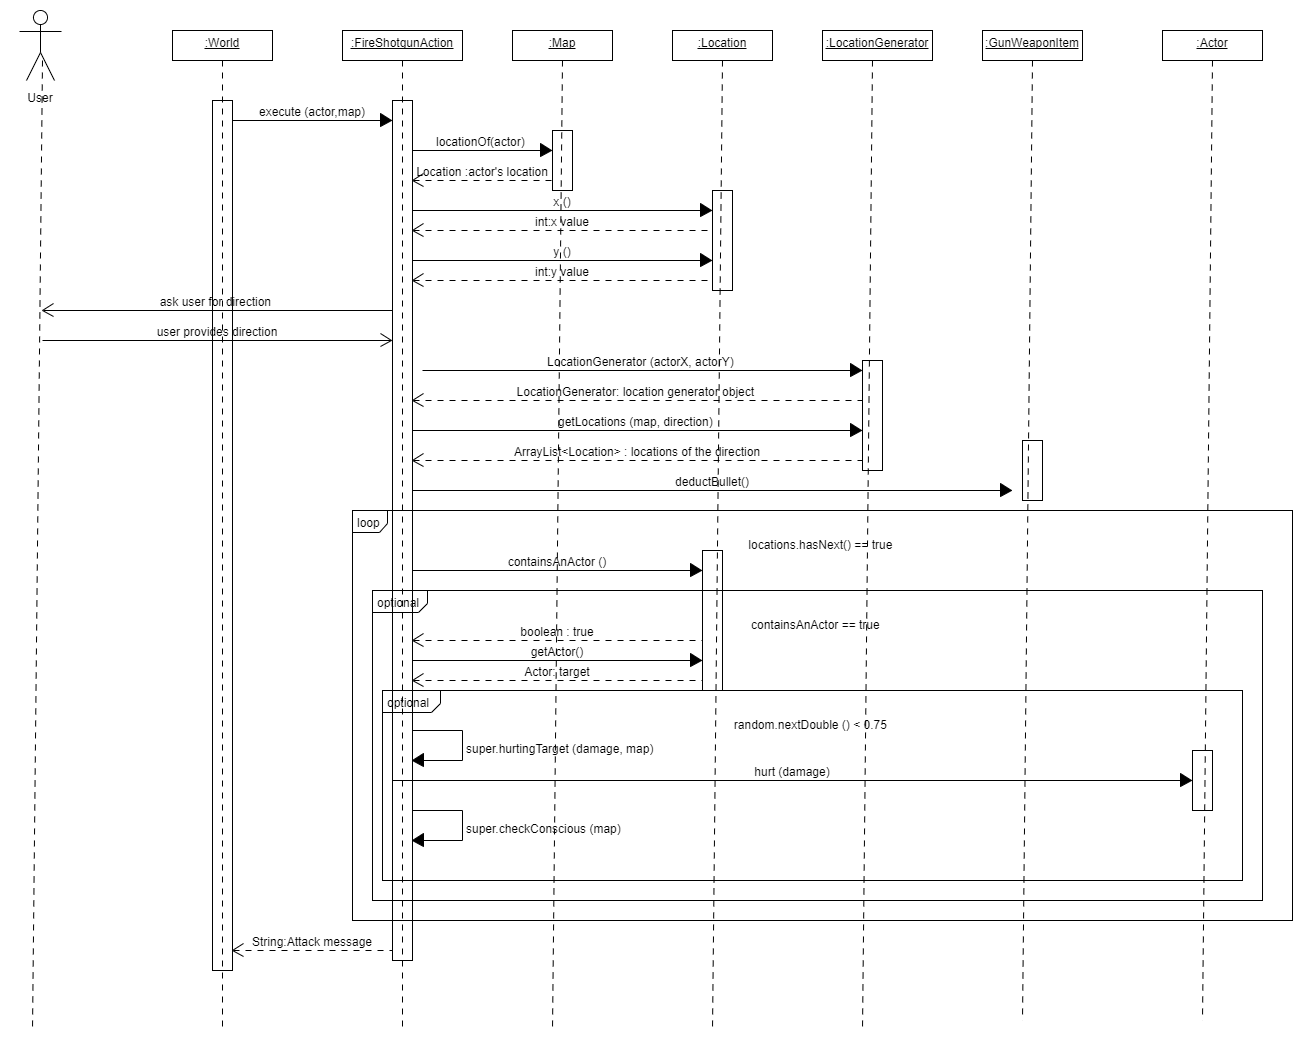 :World
:FireShotgunAction
:Map
:Location
:LocationGenerator
:GunWeaponItem
:Actor
User
execute (actor,map)
locationOf(actor)
Location :actor's location
x ()
int:x value
y ()
int:y value
ask user for direction
user provides direction
LocationGenerator (actorX, actorY)
LocationGenerator: location generator object
getLocations (map, direction)
ArrayList<Location> : locations of the direction
deductBullet()
loop
locations.hasNext() == true
containsAnActor ()
optional
containsAnActor == true
boolean : true
getActor()
Actor: target
optional
random.nextDouble () < 0.75
super.hurtingTarget (damage, map)
hurt (damage)
super.checkConscious (map)
String:Attack message